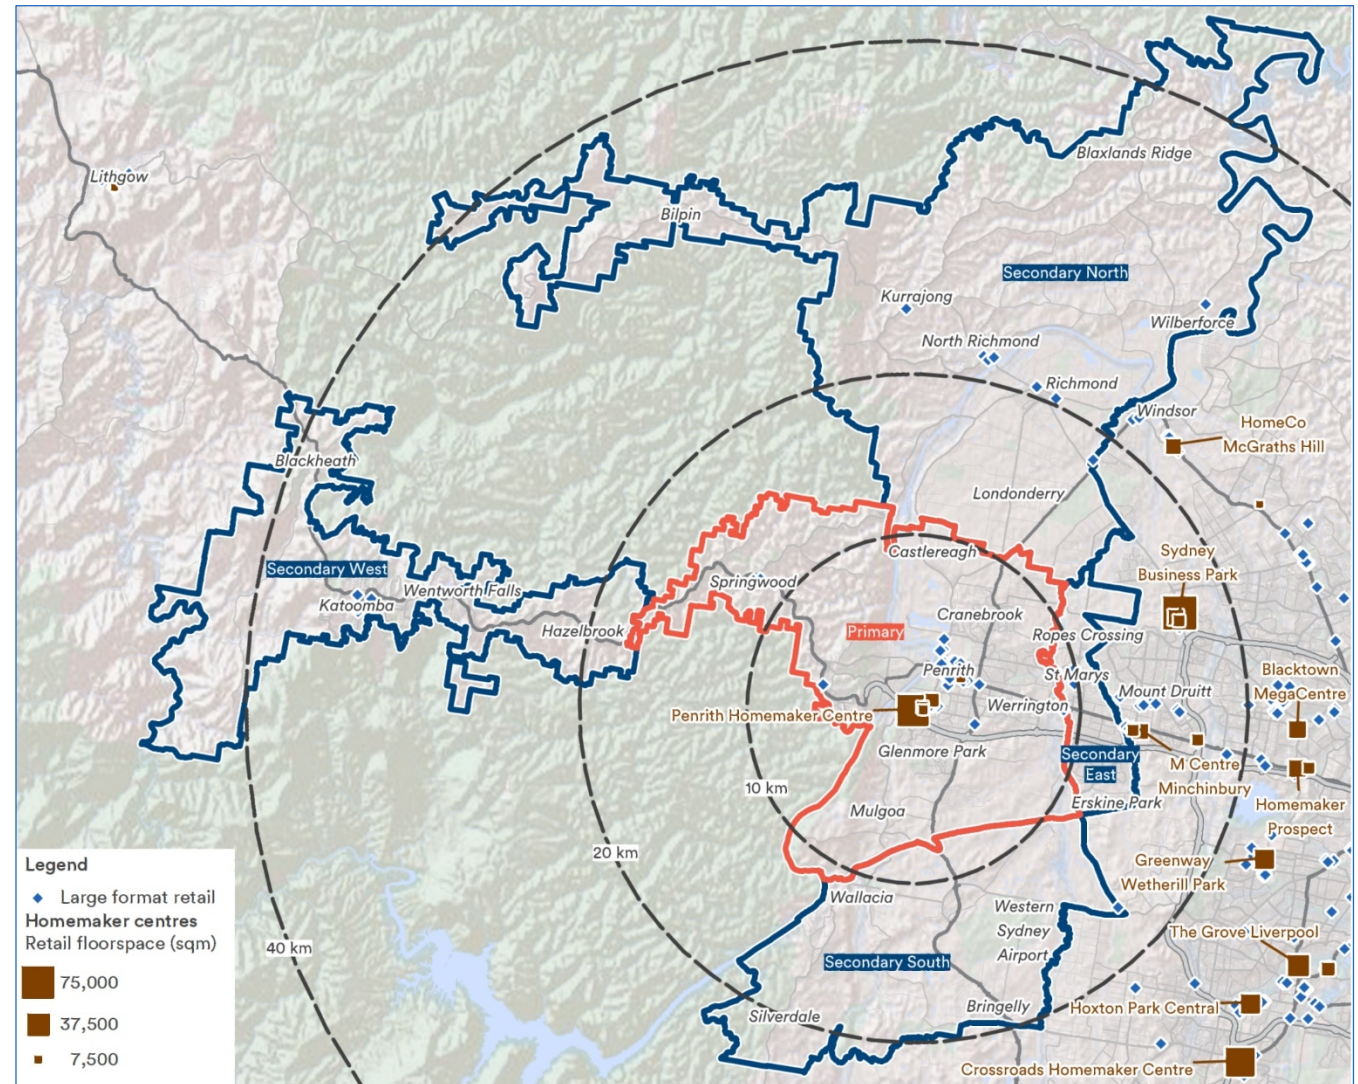 Blaxlands Ridge
Lithgow
Bilpin
Secondary North
Kurrajong
Wilberforce
North Richmond
Richmond
Windsor
HomeCo
McGraths Hill
Blackheath
Londonderry
Castlereagh
Sydney
Business Park
Secondary West
Springwood
Wentworth Falls
Katoomba
Cranebrook
Hazelbrook
Primary
Ropes Crossing
Penrith
St Marys
Blacktown
MegaCentre
Mount Druitt
Werrington
Penrith Homemaker Centre
Glenmore Park
Secondary
East
M Centre
Minchinbury
10 km
Mulgoa
Erskine Park
Homemaker
Prospect
20 km
Greenway
Wetherill Park
Wallacia
Western
Sydney
Airport
The Grove Liverpool
40 km
Secondary South
Silverdale
Bringelly
Hoxton Park Central
Crossroads Homemaker Centre
Legend
Large format retail
Homemaker centres
Retail floorspace (sqm)
75,000
37,500
7,500